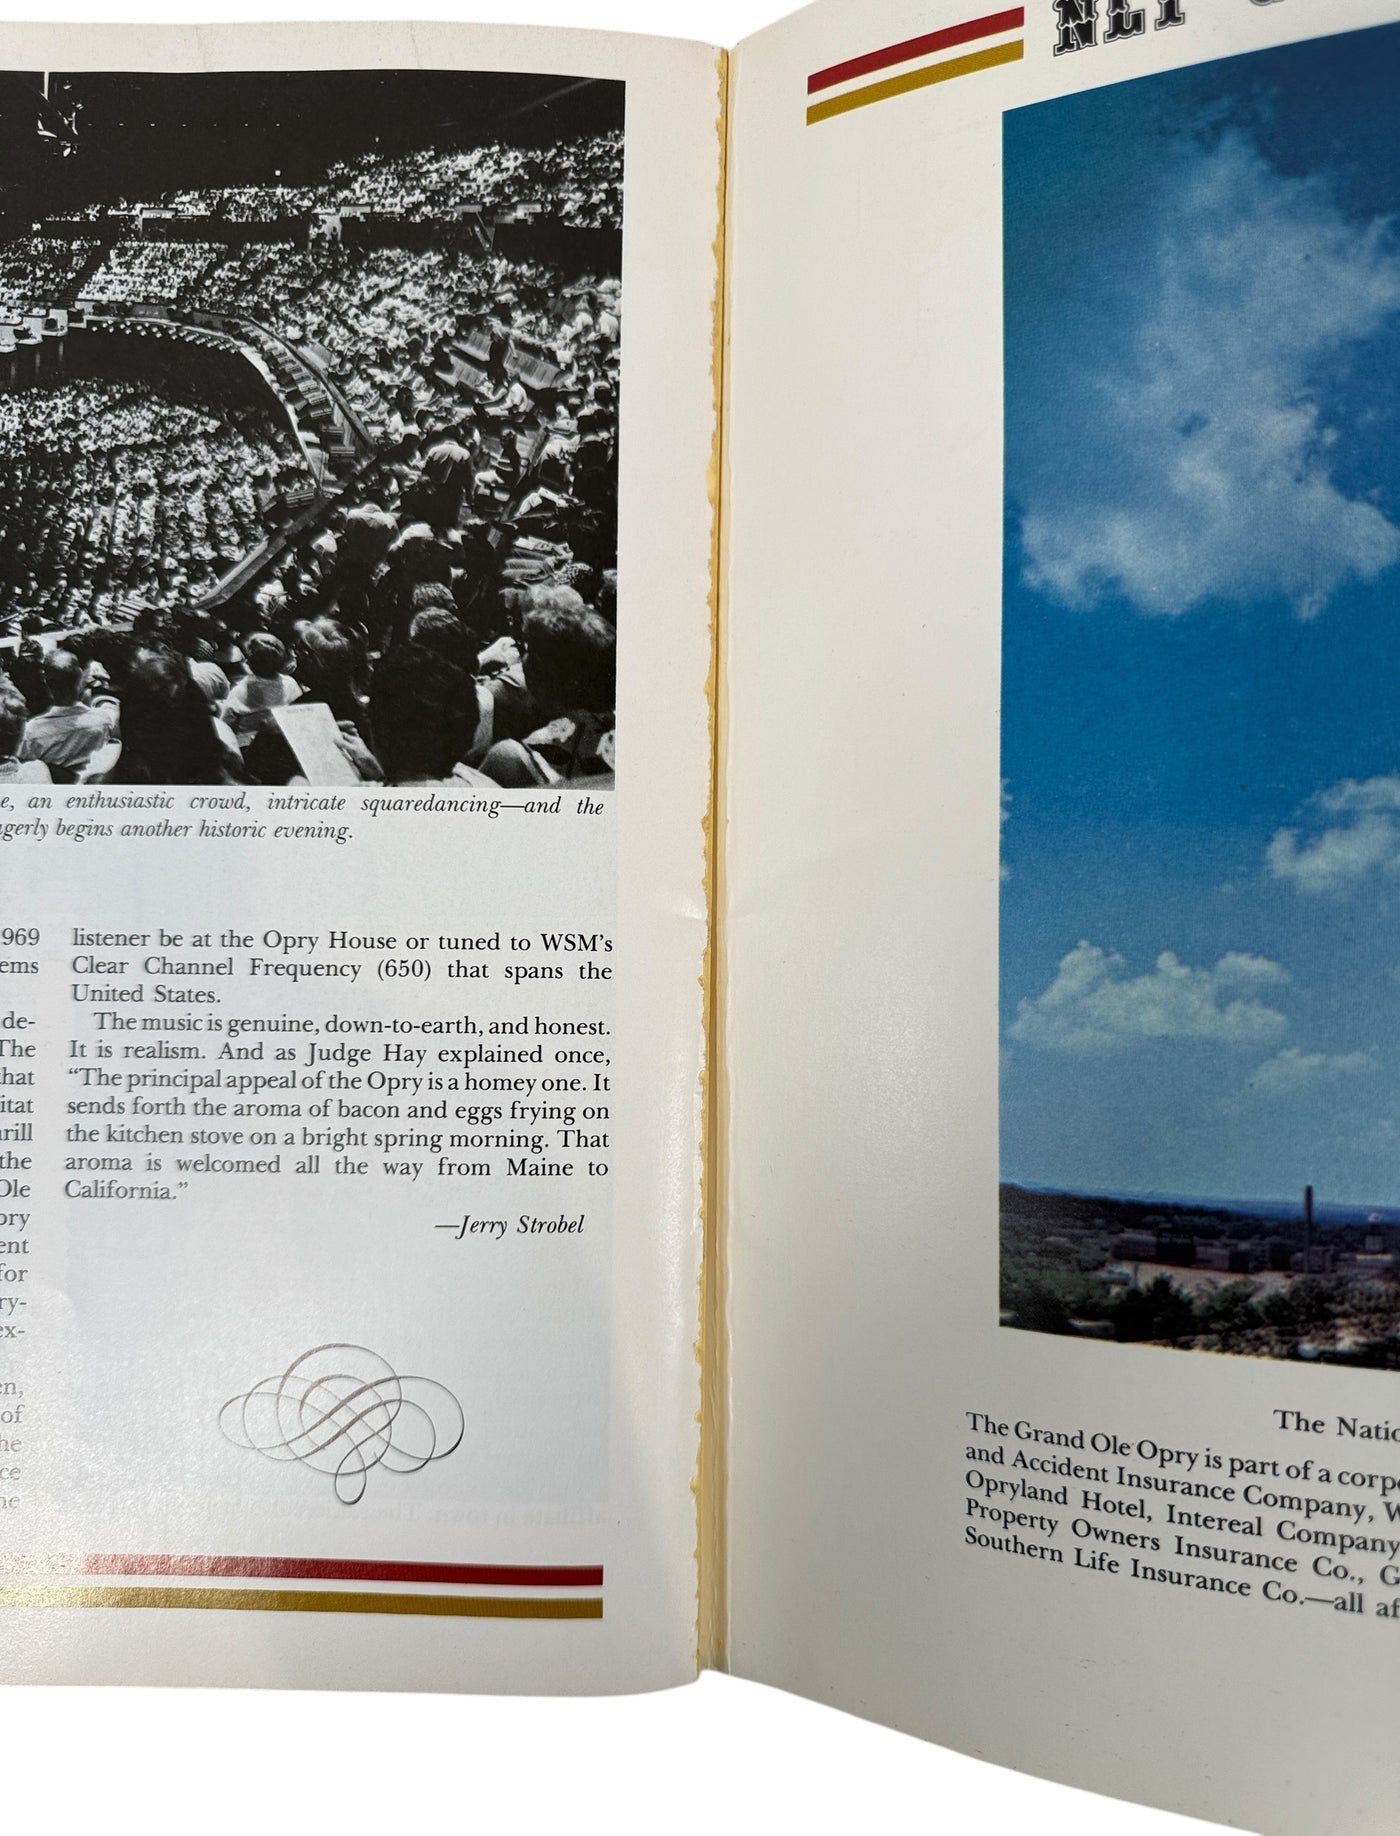 e, an enthusiastic crowd, intricate squaredancing—and the
gerly begins another historic evening.
969
ems
de-
The
hat
itat
rill
the
Ole
ory
ent
for
ry-
ex-
en,
of
he
ce
ne
listener be at the Opry House or tuned to WSM's
Clear Channel Frequency (650) that spans the
United States.
The music is genuine, down-to-earth, and honest.
It is realism. And as Judge Hay explained once,
“The principal appeal of the Opry is a homey one. It
sends forth the aroma of bacon and eggs frying on
the kitchen stove on a bright spring morning. That
aroma is welcomed all the way from Maine to
California.”
—Jerry Strobel
NLY
The Natio
The Grand Ole Opry is part of a corpo
and Accident Insurance Company, W
Opryland Hotel, Intereal Company
Property Owners Insurance Co., G
Southern Life Insurance Co.—all af